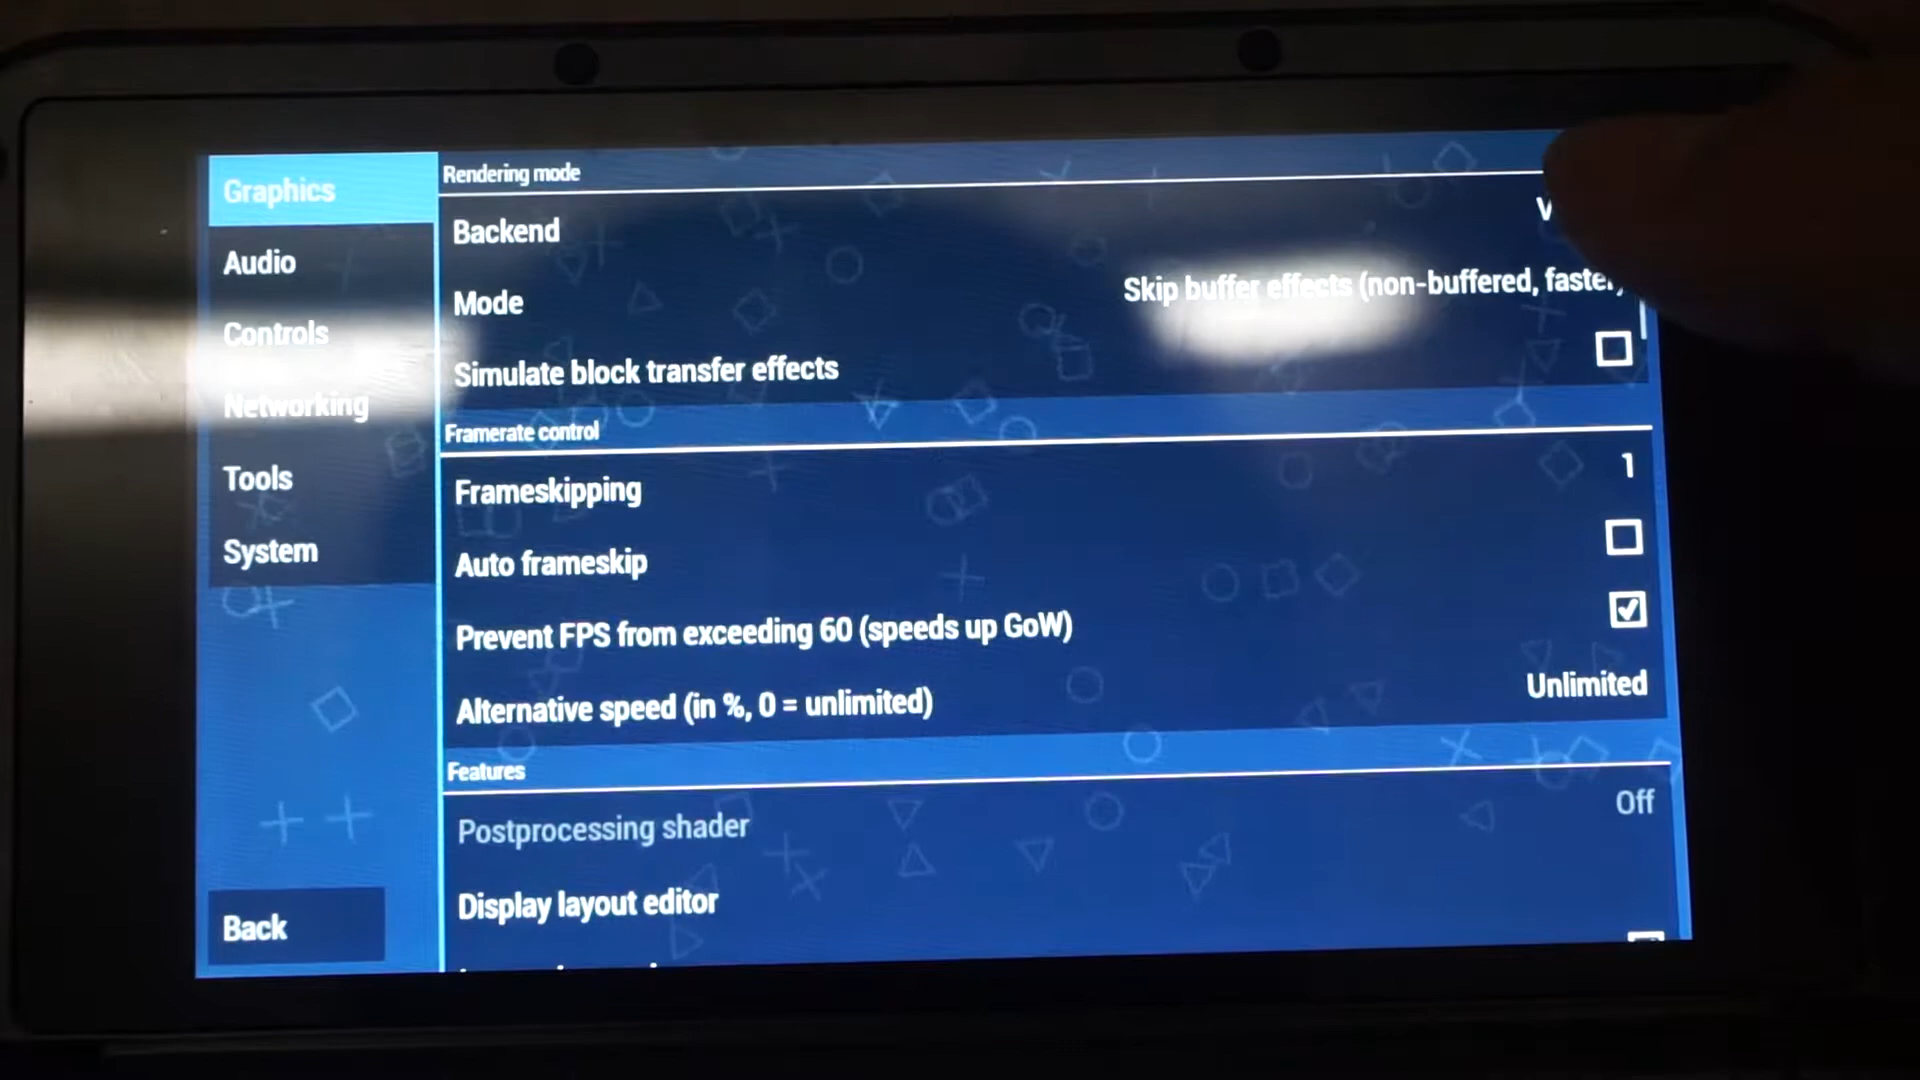 Graphics
Audio
Controls
Networking
Tools
System
Back
Rendering mode
Backend
Mode
Skip buffer effects (non-buffered, faster)
Simulate block transfer effects
Framerate control
Frameskipping
1
Auto frameskip
Prevent FPS from exceeding 60 (speeds up GoW)
Alternative speed (in %, 0 = unlimited)
Unlimited
Features
Postprocessing shader
Off
Display layout editor